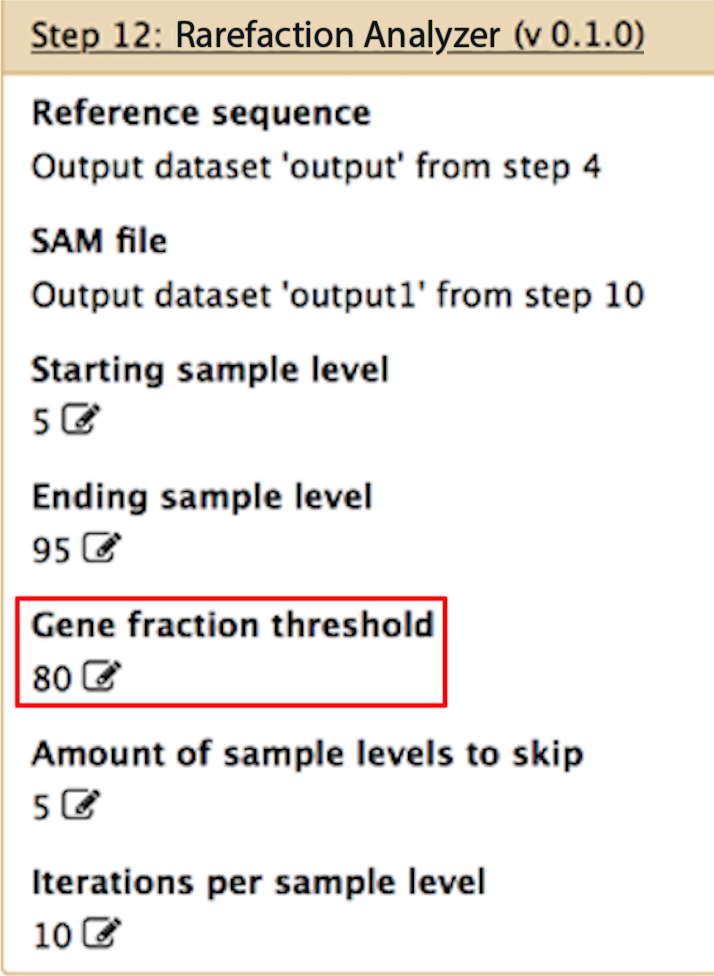 Step 12: Rarefaction Analyzer (v 0.1.0)
Reference sequence
Output dataset 'output' from step 4
SAM file
Output dataset 'output1' from step 10
Starting sample level
5
Ending sample level
95
Gene fraction threshold
80
Amount of sample levels to skip
5
Iterations per sample level
10